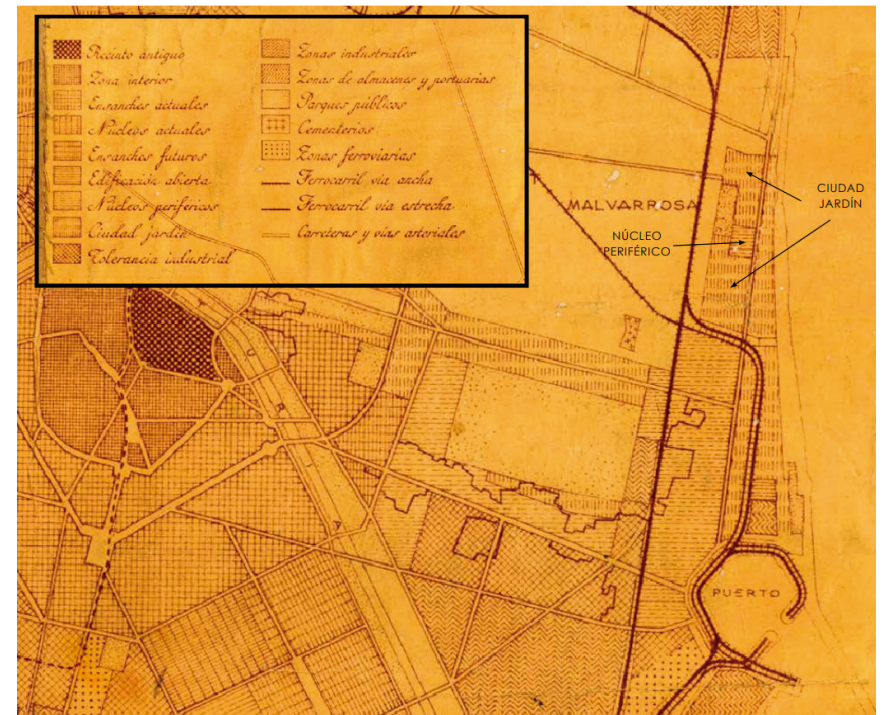 Recinto antiguo
Zona interior
Ensanches actuales
Núcleos actuales
Ensanches futuros
Edificación abierta
Núcleos periféricos
Ciudad jardín
Tolerancia industrial
Zonas industriales
Zonas de almacenes y portuarias
Parques públicos
Cementerios
Zonas ferroviarias
Ferrocarril vía ancha
Ferrocarril vía estrecha
Carreteras y vías arteriales
MALVARROSA
CIUDAD
JARDÍN
NÚCLEO
PERIFÉRICO
PUERTO